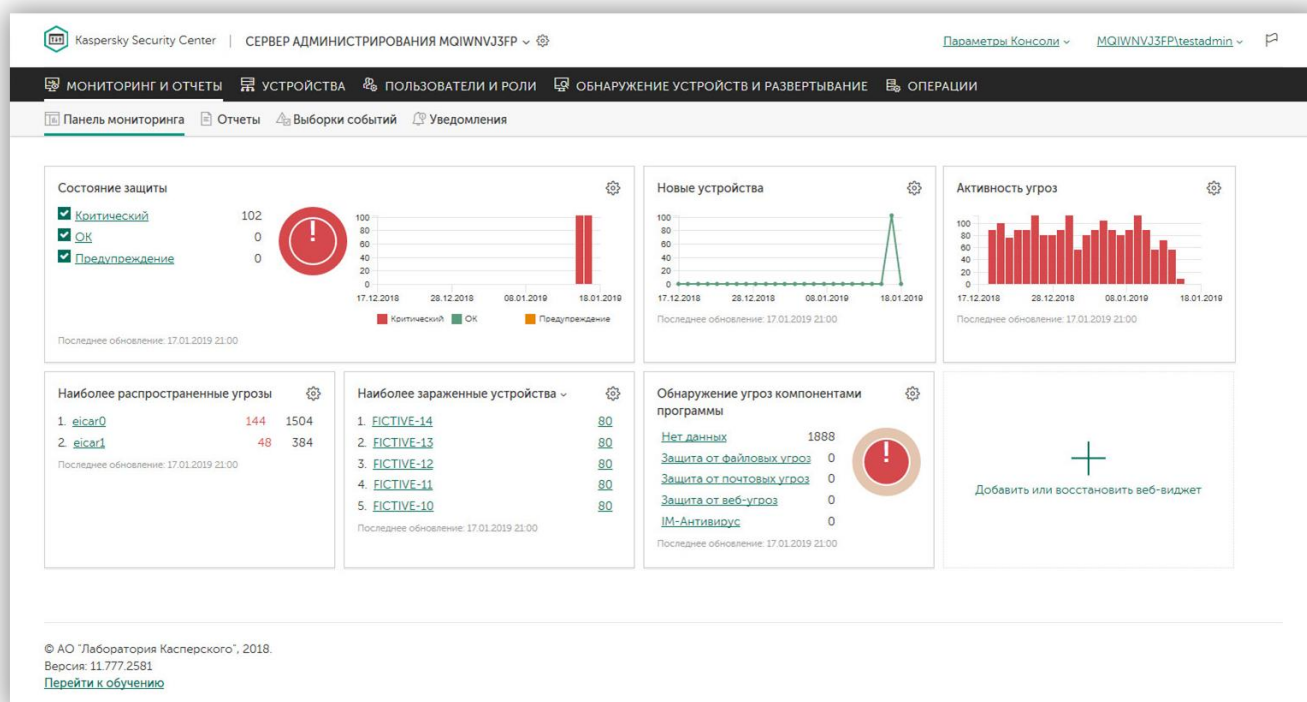 Kaspersky Security Center | СЕРВЕР АДМИНИСТРИРОВАНИЯ MQIWNVJ3FP
Параметры Консоли MQIWNVJ3FP\testadmin
МОНИТОРИНГ И ОТЧЕТЫ УСТРОЙСТВА ПОЛЬЗОВАТЕЛИ И РОЛИ ОБНАРУЖЕНИЕ УСТРОЙСТВ И РАЗВЕРТЫВАНИЕ ОПЕРАЦИИ
Панель мониторинга Отчеты Выборки событий Уведомления
Состояние защиты
Критический 102
ОК 0
Предупреждение 0
100
80
60
40
20
0
17.12.2018 28.12.2018 08.01.2019 18.01.2019
Критический ОК Предупреждение
Последнее обновление: 17.01.2019 21:00
Новые устройства
100
80
60
40
20
0
17.12.2018 28.12.2018 08.01.2019 18.01.2019
Последнее обновление: 17.01.2019 21:00
Активность угроз
100
80
60
40
20
0
17.12.2018 28.12.2018 08.01.2019 18.01.2019
Последнее обновление: 17.01.2019 21:00
Наиболее распространенные угрозы
1. eicar0 144 1504
2. eicar1 48 384
Последнее обновление: 17.01.2019 21:00
Наиболее зараженные устройства
1. FICTIVE-14 80
2. FICTIVE-13 80
3. FICTIVE-12 80
4. FICTIVE-11 80
5. FICTIVE-10 80
Последнее обновление: 17.01.2019 21:00
Обнаружение угроз компонентами
программы
Нет данных 1888
Защита от файловых угроз 0
Защита от почтовых угроз 0
Защита от веб-угроз 0
IM-Антивирус 0
Последнее обновление: 17.01.2019 21:00
Добавить или восстановить веб-виджет
© АО "Лаборатория Касперского", 2018.
Версия: 11.777.2581
Перейти к обучению